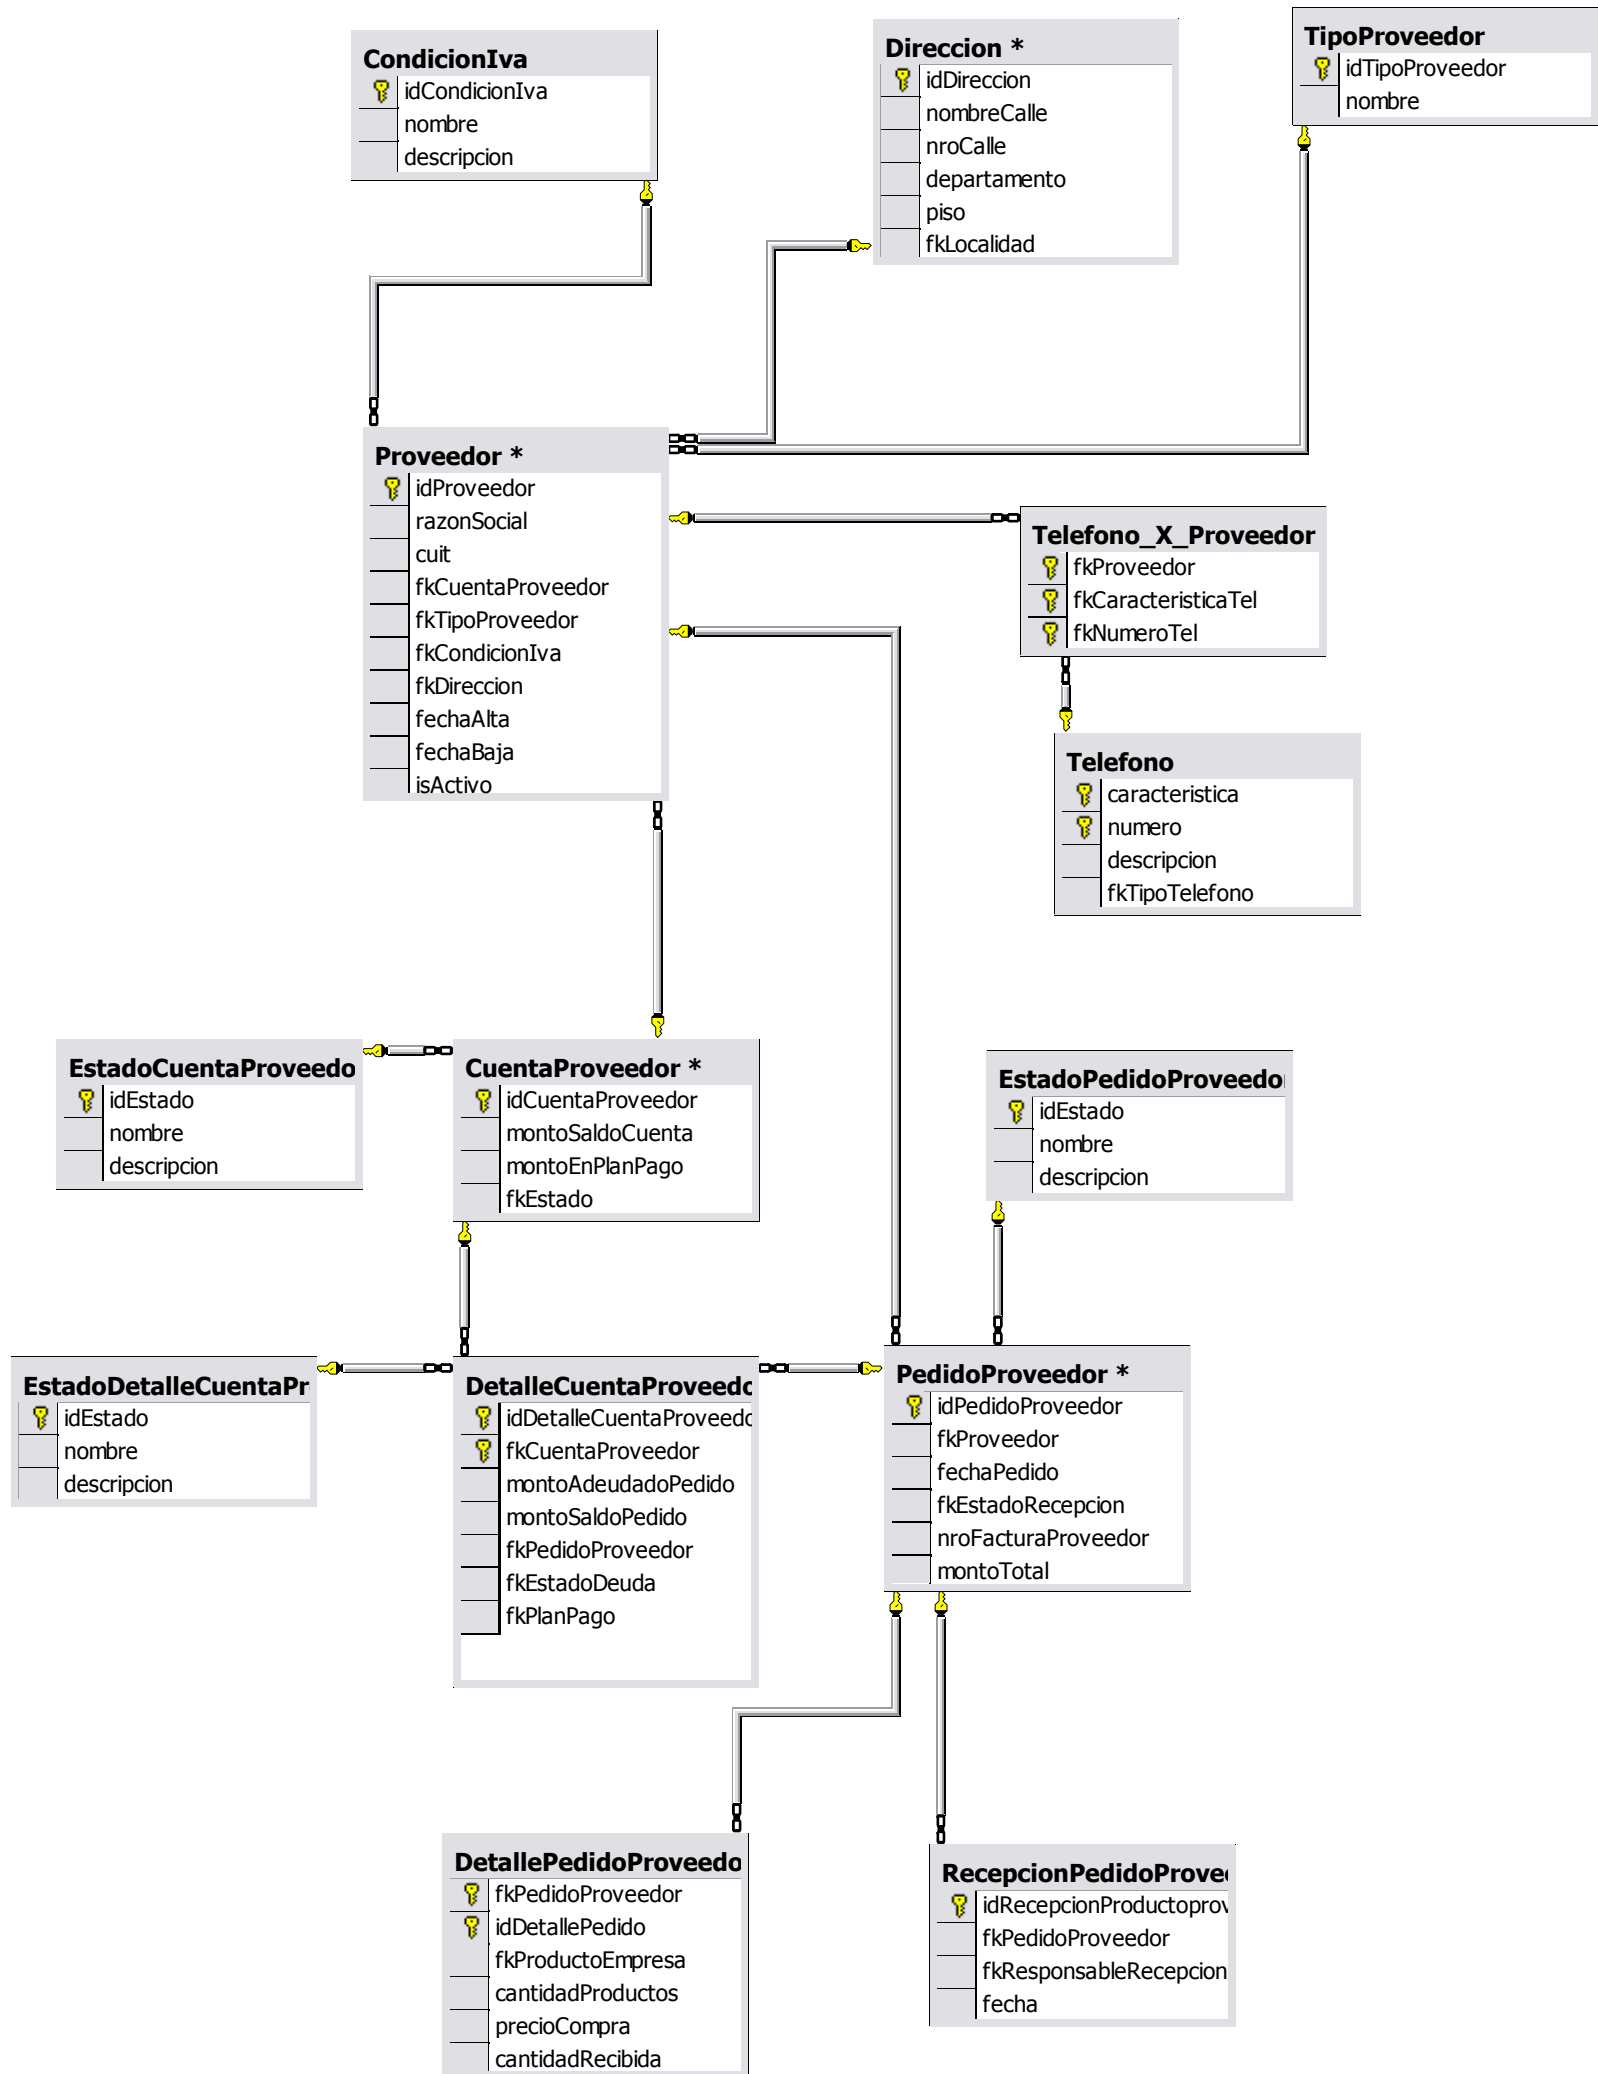 CondicionIva
idCondicionIva
nombre
descripcion
Direccion *
idDireccion
nombreCalle
nroCalle
departamento
piso
fkLocalidad
TipoProveedor
idTipoProveedor
nombre
Proveedor *
idProveedor
razonSocial
cuit
fkCuentaProveedor
fkTipoProveedor
fkCondicionIva
fkDireccion
fechaAlta
fechaBaja
isActivo
Telefono_X_Proveedor
fkProveedor
fkCaracteristicaTel
fkNumeroTel
Telefono
caracteristica
numero
descripcion
fkTipoTelefono
EstadoCuentaProveedo
idEstado
nombre
descripcion
CuentaProveedor *
idCuentaProveedor
montoSaldoCuenta
montoEnPlanPago
fkEstado
EstadoPedidoProveedo
idEstado
nombre
descripcion
EstadoDetalleCuentaPr
idEstado
nombre
descripcion
DetalleCuentaProveedo
idDetalleCuentaProveedo
fkCuentaProveedor
montoAdeudadoPedido
montoSaldoPedido
fkPedidoProveedor
fkEstadoDeuda
fkPlanPago
PedidoProveedor *
idPedidoProveedor
fkProveedor
fechaPedido
fkEstadoRecepcion
nroFacturaProveedor
montoTotal
DetallePedidoProveedo
fkPedidoProveedor
idDetallePedido
fkProductoEmpresa
cantidadProductos
precioCompra
cantidadRecibida
RecepcionPedidoProvee
idRecepcionProductoprov
fkPedidoProveedor
fkResponsableRecepcion
fecha